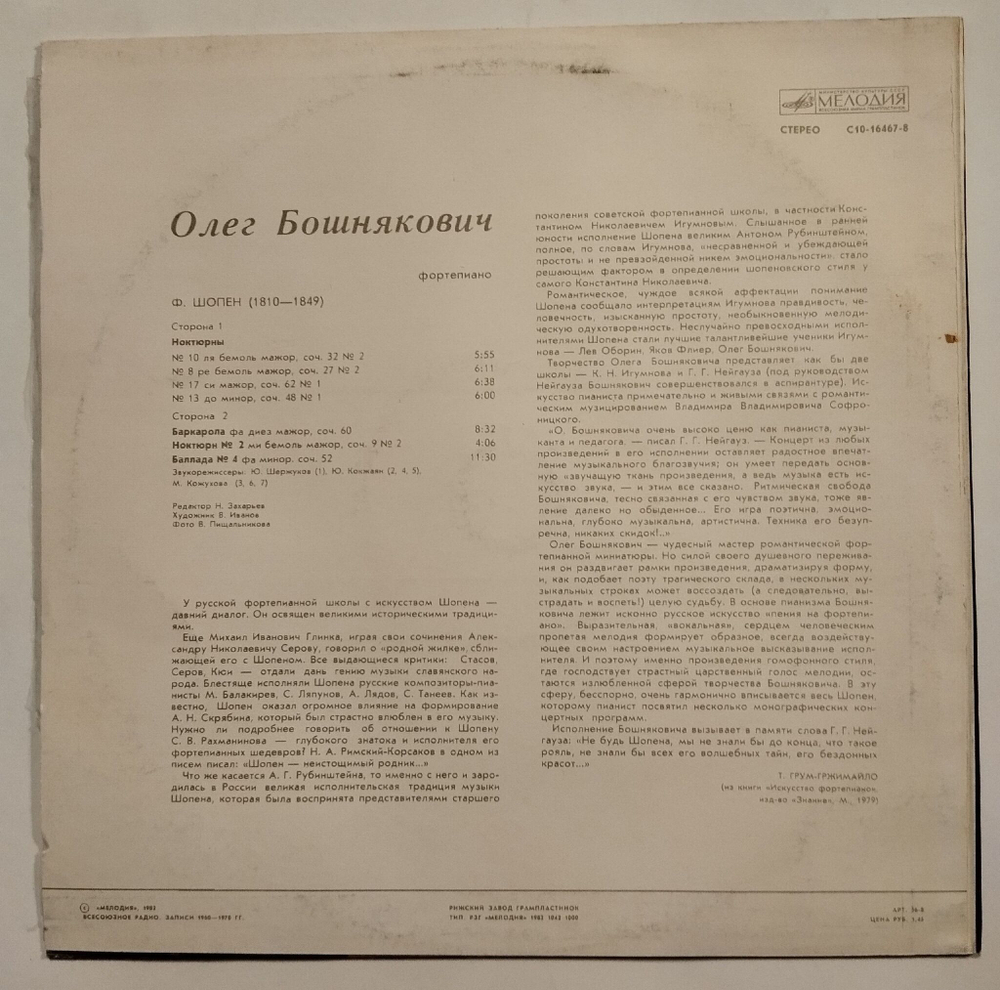 МИНИСТЕРСТВО КУЛЬТУРЫ СССР
МЕЛОДИЯ
ВСЕСОЮЗНАЯ ФИРМА ГРАМПЛАСТИНОК
СТЕРЕО С10-16467-8
Олег Бошнякович
фортепиано
Ф. ШОПЕН (1810—1849)
Сторона 1
Ноктюрны
№ 10 ля бемоль мажор, соч. 32 № 2 5:55
№ 8 ре бемоль мажор, соч. 27 № 2 6:11
№ 17 си мажор, соч. 62 № 1 6:38
№ 13 до минор, соч. 48 № 1 6:00
Сторона 2
Баркарола фа диез мажор, соч. 60 8:32
Ноктюрн № 2 ми бемоль мажор, соч. 9 № 2 4:06
Баллада № 4 фа минор, соч. 52 11:30
Звукорежиссеры: Ю. Шержуков (1), Ю. Кокжаян (2, 4, 5),
М. Кожухова (3, 6, 7)
Редактор Н. Захарьев
Художник В. Иванов
Фото В. Пищальникова
У русской фортепианной школы с искусством Шопена —
давний диалог. Он освящен великими историческими традици-
ями.
Еще Михаил Иванович Глинка, играя свои сочинения Алек-
сандру Николаевичу Серову, говорил о «родной жилке», сбли-
жающей его с Шопеном. Все выдающиеся критики: Стасов,
Серов, Кюи — отдали дань гению музыки славянского на-
рода. Блестяще исполняли Шопена русские композиторы-пиа-
нисты М. Балакирев, С. Ляпунов, А. Лядов, С. Танеев. Как из-
вестно, Шопен оказал огромное влияние на формирование
А. Н. Скрябина, который был страстно влюблен в его музыку.
Нужно ли подробнее говорить об отношении к Шопену
С. В. Рахманинова — глубокого знатока и исполнителя его
фортепианных шедевров? Н. А. Римский-Корсаков в одном из
писем писал: «Шопен — неистощимый родник...»
Что же касается А. Г. Рубинштейна, то именно с него и заро-
дилась в России великая исполнительская традиция музыки
Шопена, которая была воспринята представителями старшего
поколения советской фортепианной школы, в частности Конс-
тантином Николаевичем Игумновым. Слышанное в ранней
юности исполнение Шопена великим Антоном Рубинштейном,
полное, по словам Игумнова, «несравненной и убеждающей
простоты и не превзойденной никем эмоциональности», стало
решающим фактором в определении шопеновского стиля у
самого Константина Николаевича.
Романтическое, чуждое всякой аффектации понимание
Шопена сообщало интерпретациям Игумнова правдивость, че-
ловечность, изысканную простоту, необыкновенную мелоди-
ческую одухотворенность. Неслучайно превосходными испол-
нителями Шопена стали лучшие талантливейшие ученики Игум-
нова — Лев Оборин, Яков Флиер, Олег Бошнякович.
Творчество Олега Бошняковича представляет как бы две
школы — К. Н. Игумнова и Г. Г. Нейгауза (под руководством
Нейгауза Бошнякович совершенствовался в аспирантуре). Ис-
кусство пианиста примечательно и живыми связями с романти-
ческим музицированием Владимира Владимировича Софро-
ницкого.
«О. Бошняковича очень высоко ценю как пианиста, музы-
канта и педагога, — писал Г. Г. Нейгауз. — Концерт из любых
произведений в его исполнении оставляет радостное впечат-
ление музыкального благозвучия; он умеет передать основ-
ную «звучащую ткань произведения, а ведь музыка есть ис-
кусство звука, — и этим все сказано. Ритмическая свобода
Бошняковича, тесно связанная с его чувством звука, тоже яв-
ление далеко но обыденное... Его игра поэтична, эмоцио-
нальна, глубоко музыкальна, артистична. Техника его безуп-
речна, никаких скидок!..»
Олег Бошнякович — чудесный мастер романтической фор-
тепианной миниатюры. Но силой своего душевного пережива-
ния он раздвигает рамки произведения, драматизируя форму,
и, как подобает поэту трагического склада, в нескольких му-
зыкальных строках может воссоздать (а следовательно, вы-
страдать и воспеть!) целую судьбу. В основе пианизма Бошня-
ковича лежит исконно русское искусство «пения на фортепи-
ано». Выразительная, «вокальная», сердцем человеческим
пропетая мелодия формирует образное, всегда воздейству-
ющее своим настроением музыкальное высказывание испол-
нителя. И поэтому именно произведения гомофонного стиля,
где господствует страстный царственный голос мелодии, ос-
таются излюбленной сферой творчества Бошняковича. В эту
сферу, бесспорно, очень гармонично вписывается весь Шопен,
которому пианист посвятил несколько монографических кон-
цертных программ.
Исполнение Бошняковича вызывает в памяти слова Г. Г. Ней-
гауза: «Не будь Шопена, мы не знали бы до конца, что такое
рояль, не знали бы всех его волшебных тайн, его бездонных
красот...»
Т. ГРУМ-ГРЖИМАЙЛО
(из книги «Искусство фортепиано»,
изд-во «Знание», М., 1979)
Ⓟ «МЕЛОДИЯ», 1983
ВСЕСОЮЗНОЕ РАДИО. ЗАПИСИ 1960—1978 ГГ.
РИЖСКИЙ ЗАВОД ГРАМПЛАСТИНОК
ТИП. РЗГ «МЕЛОДИЯ» 1983 1043 1000
АРТ. 36-8
ЦЕНА РУБ. 1.45